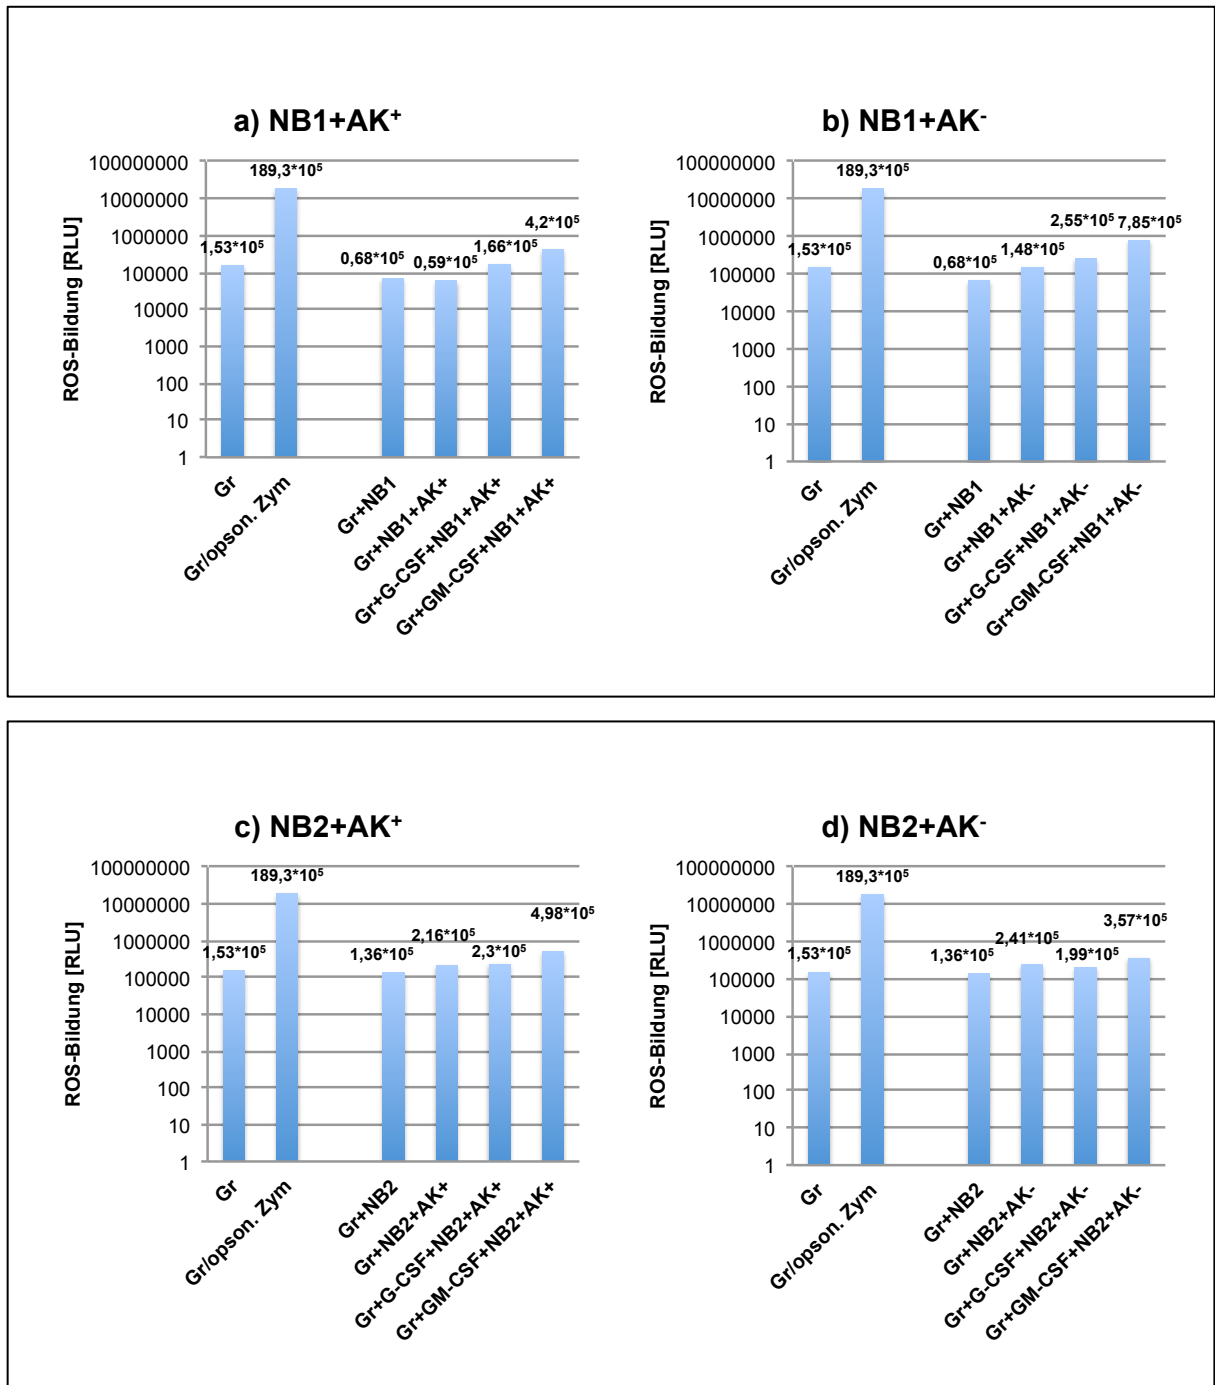 a) NB1+AK⁺
ROS-Bildung [RLU]
100000000
10000000
1000000
100000
10000
1000
100
10
1
1,53*10⁵
189,3*10⁵
0,68*10⁵
0,59*10⁵
1,66*10⁵
4,2*10⁵
Gr
Gr/opson. Zym
Gr+NB1
Gr+NB1+AK+
Gr+G-CSF+NB1+AK+
Gr+GM-CSF+NB1+AK+
b) NB1+AK⁻
ROS-Bildung [RLU]
100000000
10000000
1000000
100000
10000
1000
100
10
1
1,53*10⁵
189,3*10⁵
0,68*10⁵
1,48*10⁵
2,55*10⁵
7,85*10⁵
Gr
Gr/opson. Zym
Gr+NB1
Gr+NB1+AK-
Gr+G-CSF+NB1+AK-
Gr+GM-CSF+NB1+AK-
c) NB2+AK⁺
ROS-Bildung [RLU]
100000000
10000000
1000000
100000
10000
1000
100
10
1
1,53*10⁵
189,3*10⁵
1,36*10⁵
2,16*10⁵
2,3*10⁵
4,98*10⁵
Gr
Gr/opson. Zym
Gr+NB2
Gr+NB2+AK+
Gr+G-CSF+NB2+AK+
Gr+GM-CSF+NB2+AK+
d) NB2+AK⁻
ROS-Bildung [RLU]
100000000
10000000
1000000
100000
10000
1000
100
10
1
1,53*10⁵
189,3*10⁵
1,36*10⁵
2,41*10⁵
1,99*10⁵
3,57*10⁵
Gr
Gr/opson. Zym
Gr+NB2
Gr+NB2+AK-
Gr+G-CSF+NB2+AK-
Gr+GM-CSF+NB2+AK-